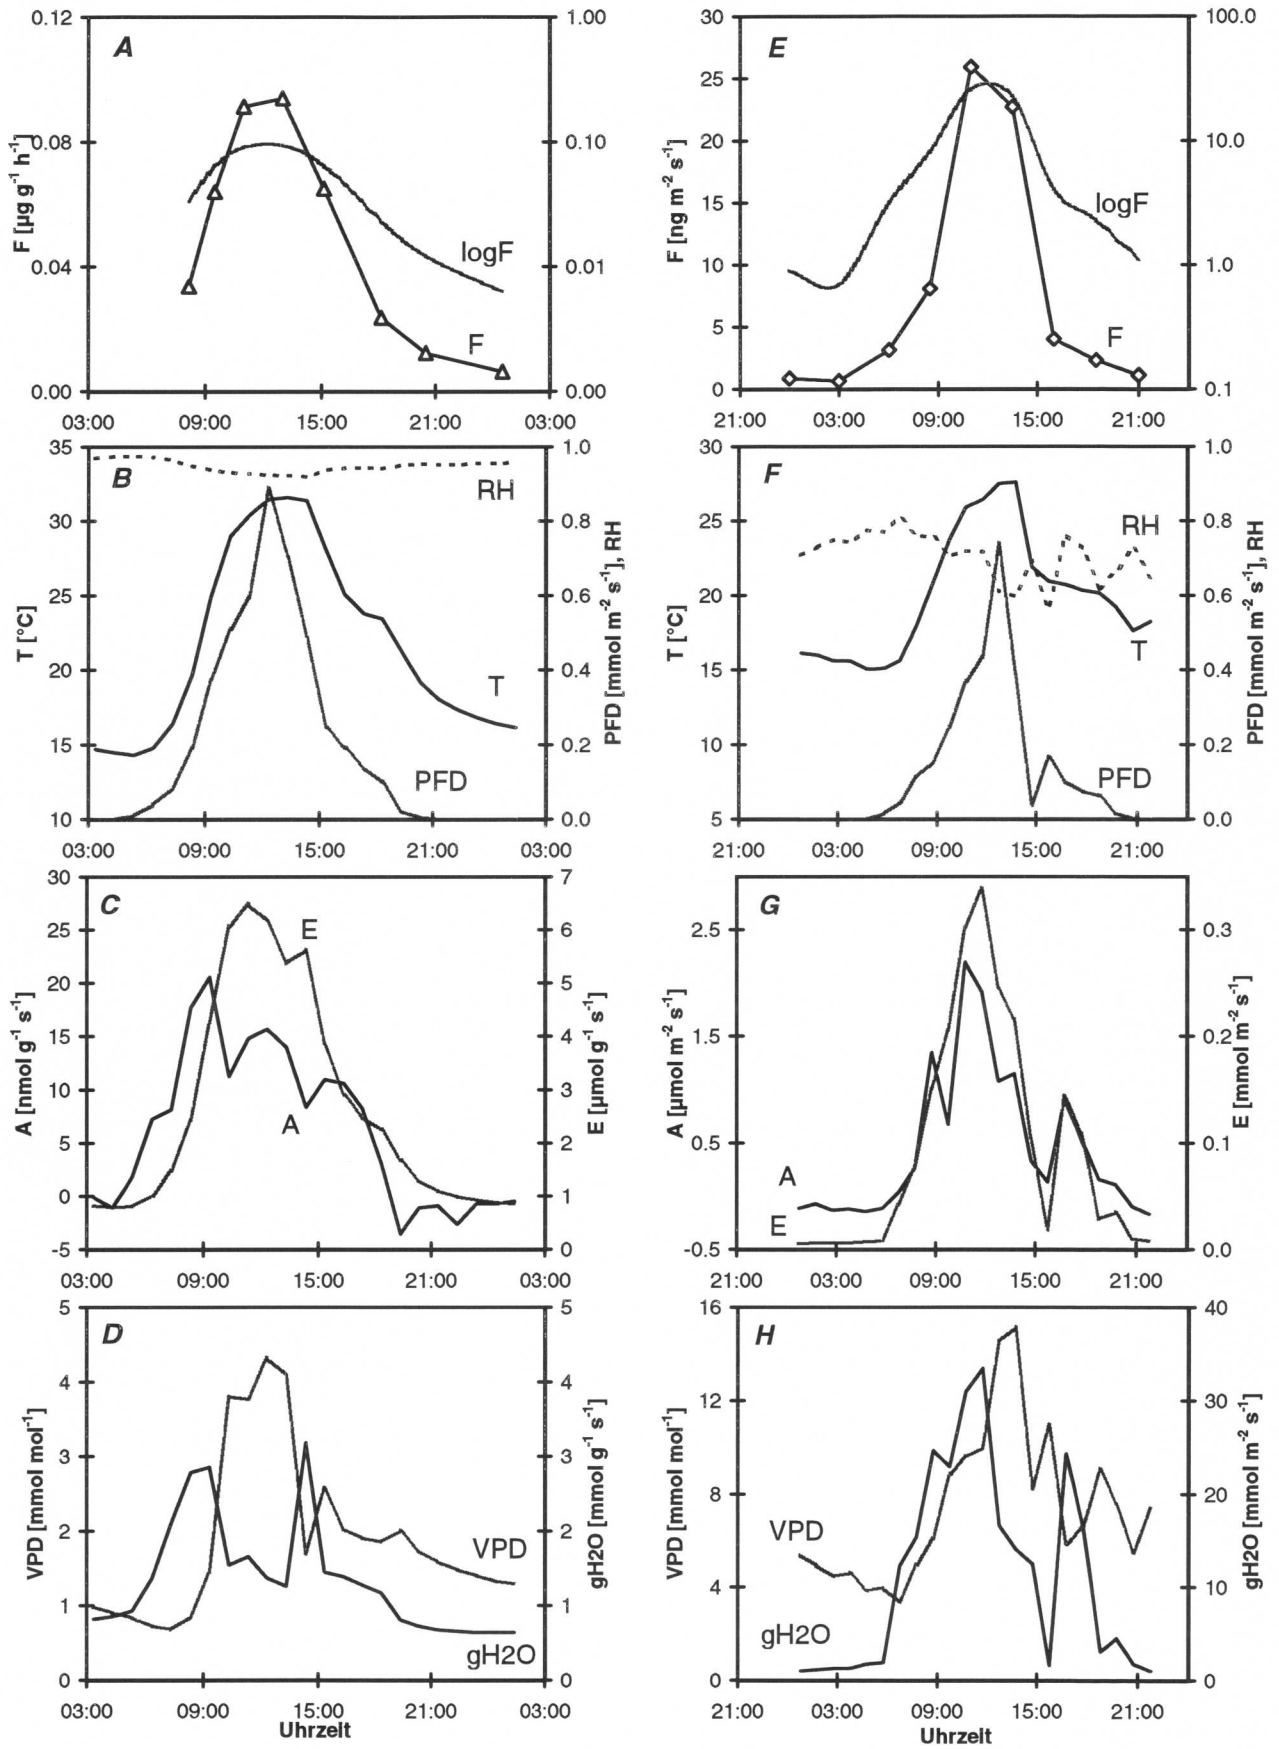 A
F [µg g⁻¹ h⁻¹]
0.12
0.08
0.04
0.00
1.00
0.10
0.01
0.00
logF
F
03:00 09:00 15:00 21:00 03:00
E
F [ng m⁻² s⁻¹]
30
25
20
15
10
5
0
100.0
10.0
1.0
0.1
logF
F
21:00 03:00 09:00 15:00 21:00
B
T [°C]
35
30
25
20
15
10
1.0
0.8
0.6
0.4
0.2
0.0
PFD [mmol m⁻² s⁻¹], RH
RH
T
PFD
03:00 09:00 15:00 21:00 03:00
F
T [°C]
30
25
20
15
10
5
1.0
0.8
0.6
0.4
0.2
0.0
PFD [mmol m⁻² s⁻¹], RH
RH
T
PFD
21:00 03:00 09:00 15:00 21:00
C
A [nmol g⁻¹ s⁻¹]
30
25
20
15
10
5
0
-5
7
6
5
4
3
2
1
0
E [µmol g⁻¹ s⁻¹]
E
A
03:00 09:00 15:00 21:00 03:00
G
A [µmol m⁻² s⁻¹]
2.5
1.5
0.5
-0.5
0.3
0.2
0.1
0.0
E [mmol m⁻² s⁻¹]
A
E
21:00 03:00 09:00 15:00 21:00
D
VPD [mmol mol⁻¹]
5
4
3
2
1
0
5
4
3
2
1
0
gH2O [mmol g⁻¹ s⁻¹]
VPD
gH2O
03:00 09:00 15:00 21:00 03:00
Uhrzeit
H
VPD [mmol mol⁻¹]
16
12
8
4
0
40
30
20
10
0
gH2O [mmol m⁻² s⁻¹]
VPD
gH2O
21:00 03:00 09:00 15:00 21:00
Uhrzeit